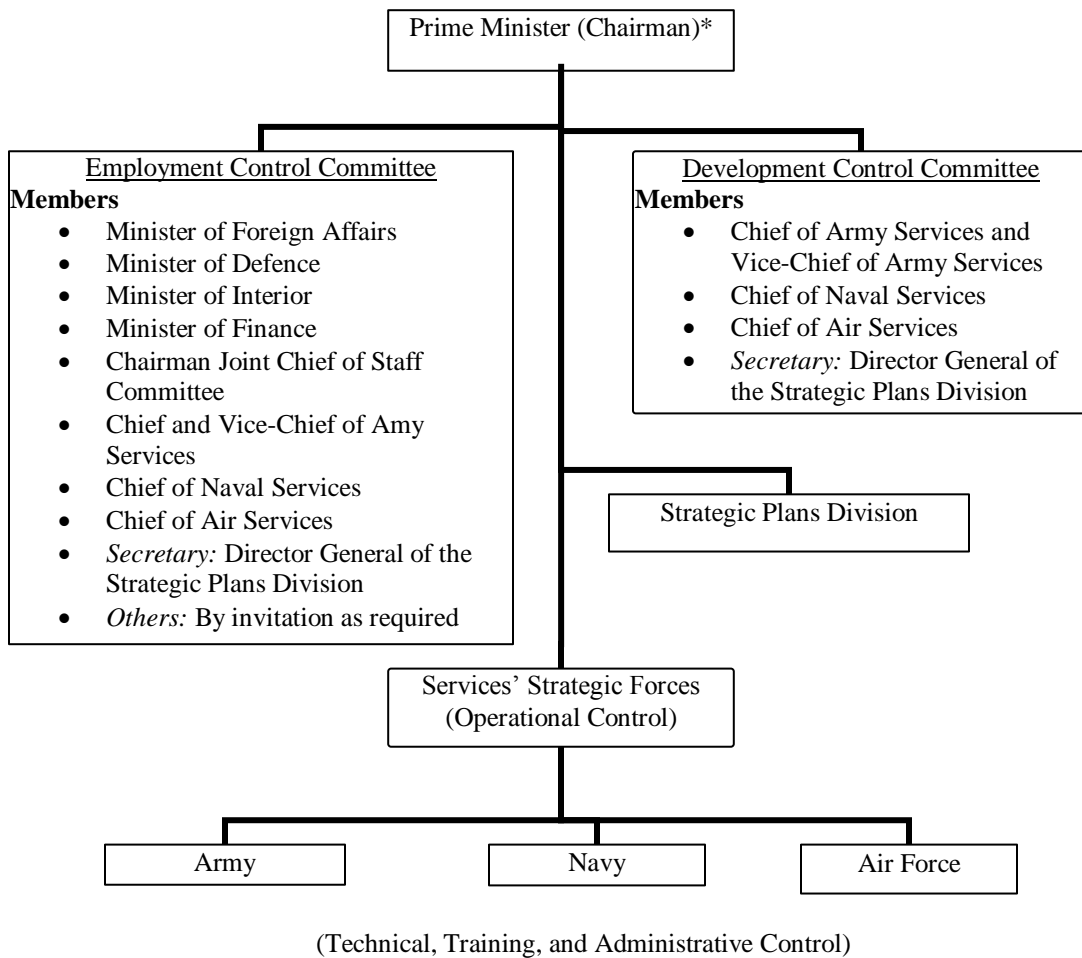 Prime Minister (Chairman)*
Employment Control Committee
Members
• Minister of Foreign Affairs
• Minister of Defence
• Minister of Interior
• Minister of Finance
• Chairman Joint Chief of Staff
Committee
• Chief and Vice-Chief of Amy
Services
• Chief of Naval Services
• Chief of Air Services
• Secretary: Director General of the
Strategic Plans Division
• Others: By invitation as required
Development Control Committee
Members
• Chief of Army Services and
Vice-Chief of Army Services
• Chief of Naval Services
• Chief of Air Services
• Secretary: Director General of
the Strategic Plans Division
Strategic Plans Division
Services’ Strategic Forces
(Operational Control)
Army
Navy
Air Force
(Technical, Training, and Administrative Control)